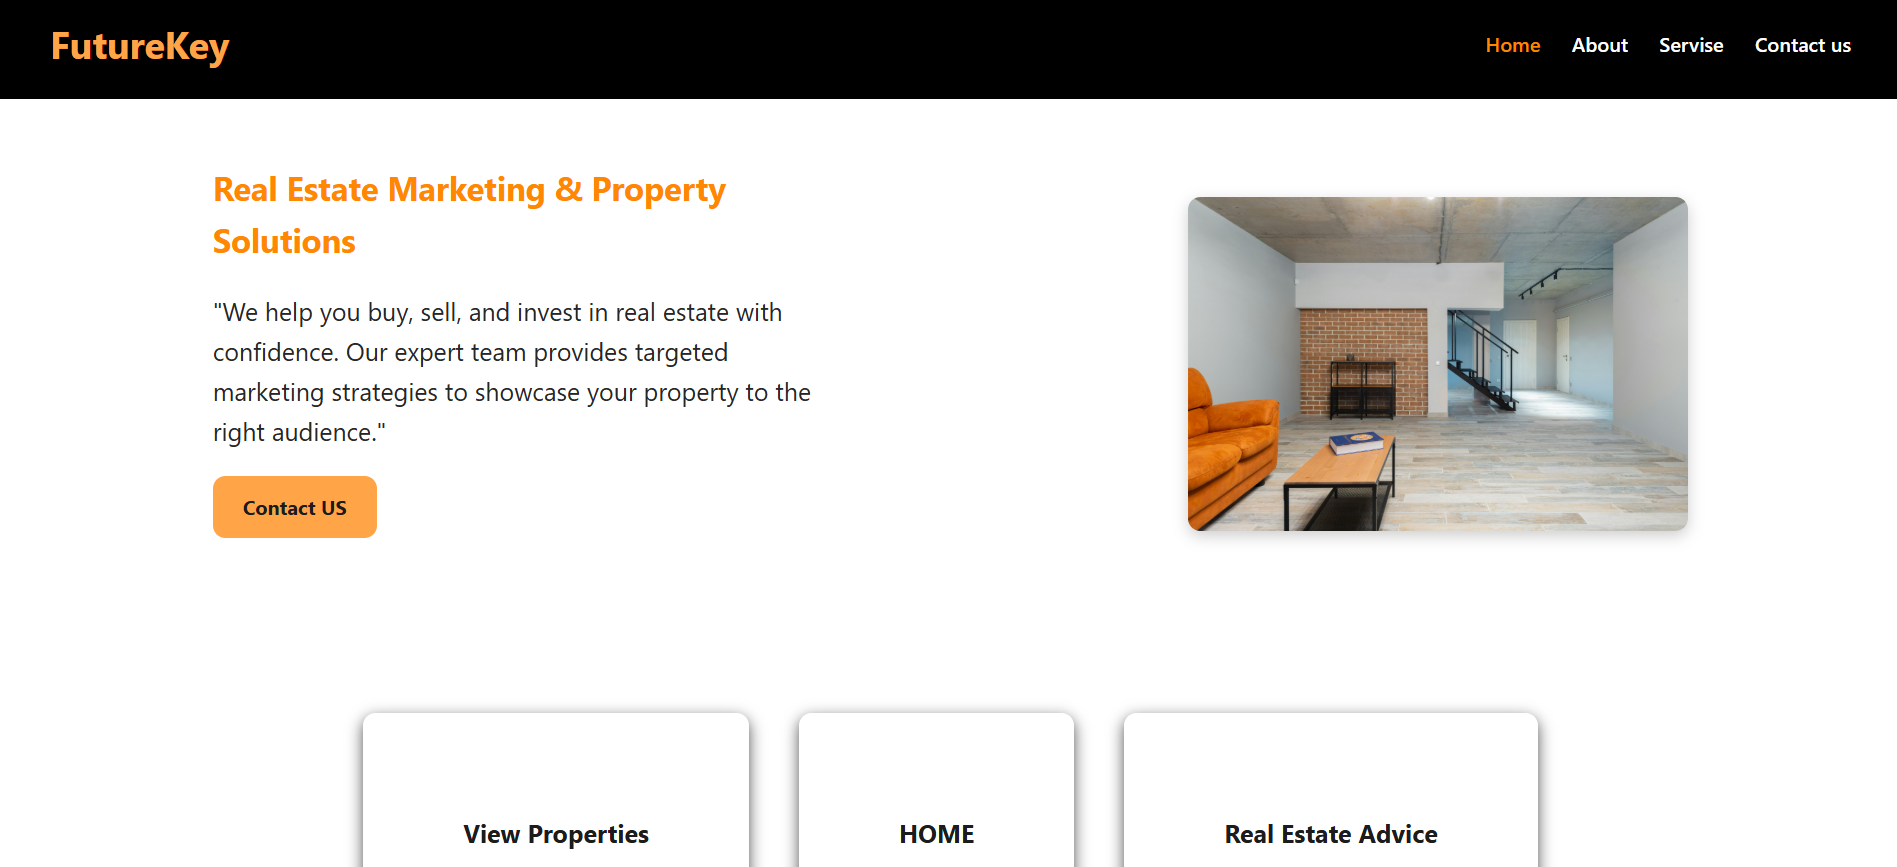 FutureKey
Home
About
Servise
Contact us
Real Estate Marketing & Property
Solutions
"We help you buy, sell, and invest in real estate with
confidence. Our expert team provides targeted
marketing strategies to showcase your property to the
right audience."
Contact US
View Properties
HOME
Real Estate Advice